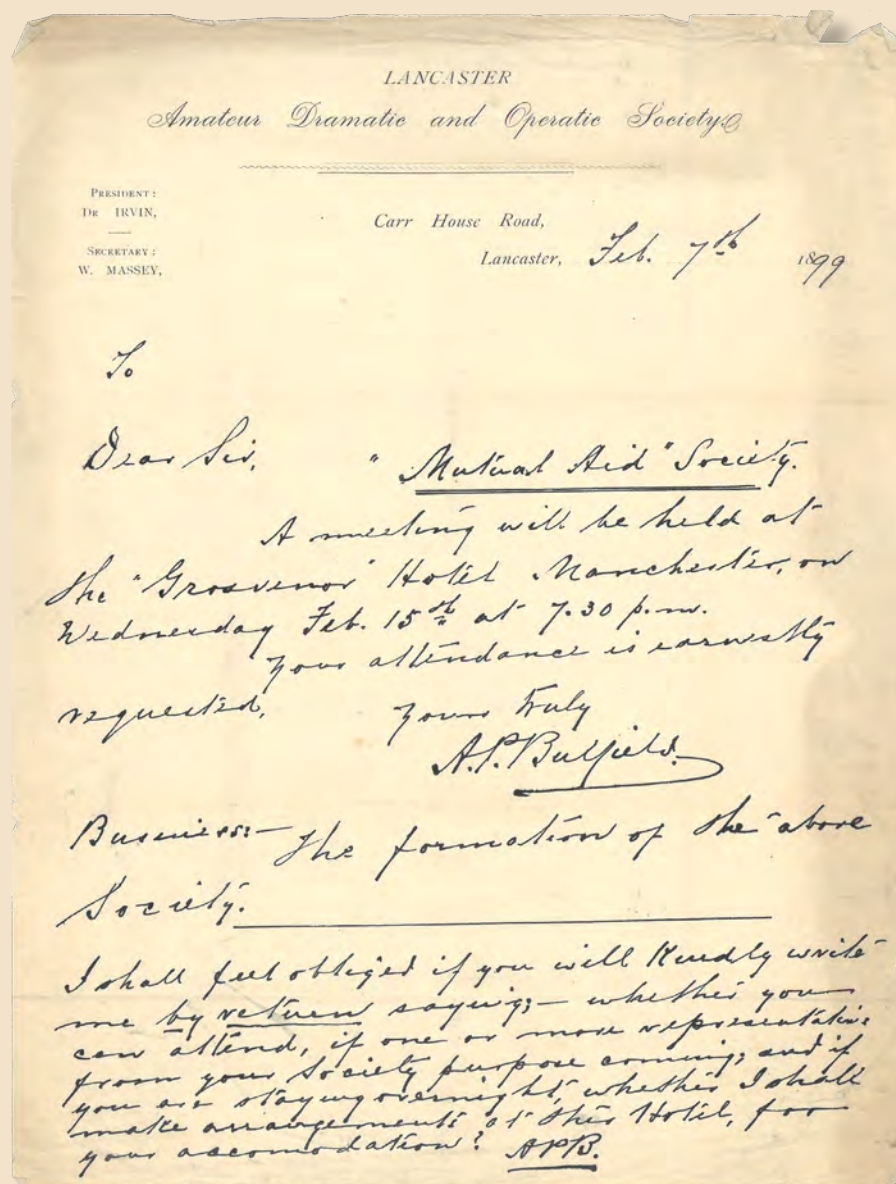 LANCASTER
Amateur Dramatic and Operatic Society.
PRESIDENT:
DR IRVIN,
SECRETARY:
W. MASSEY,
Carr House Road,
Lancaster, Feb. 7th 1899
To
Dear Sir, "Mutual Aid" Society.
A meeting will be held at
the "Grosvenor" Hotel Manchester, on
Wednesday Feb. 15th at 7.30 p.m.
Your attendance is earnestly
requested,
Yours truly
A.P. Bulfield.
Business:— The formation of the above
Society.
I shall feel obliged if you will Kindly write
me by return saying;— whether you
can attend, if one or more representative
from your Society purpose coming; and if
you are staying overnight, whether I shall
make arrangements at this Hotel, for
your accomodation? APB.